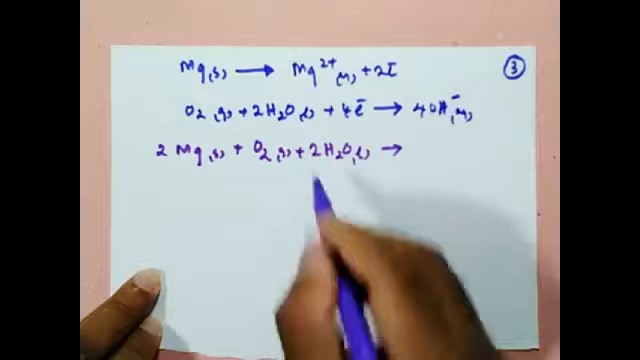 Mg(s) → Mg²⁺(aq) + 2ē ③
O₂(g) + 2H₂O(l) + 4ē → 4OH⁻(aq)
2Mg(s) + O₂(g) + 2H₂O(l) →